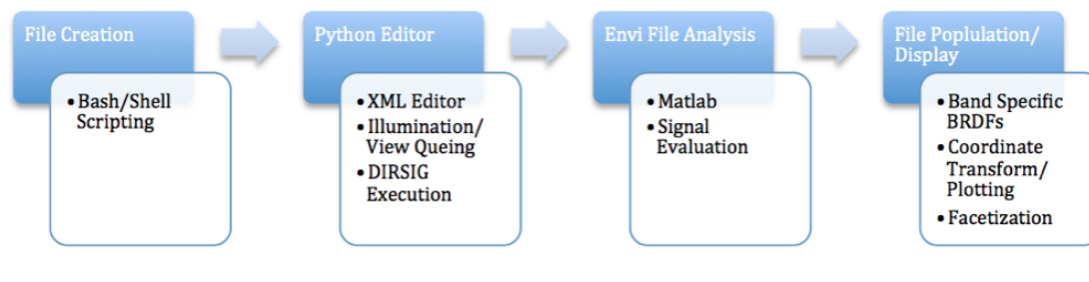 File Creation
• Bash/Shell
Scripting
Python Editor
• XML Editor
• Illumination/
View Queing
• DIRSIG
Execution
Envi File Analysis
• Matlab
• Signal
Evaluation
File Poplulation/
Display
• Band Specific
BRDFs
• Coordinate
Transform/
Plotting
• Facetization